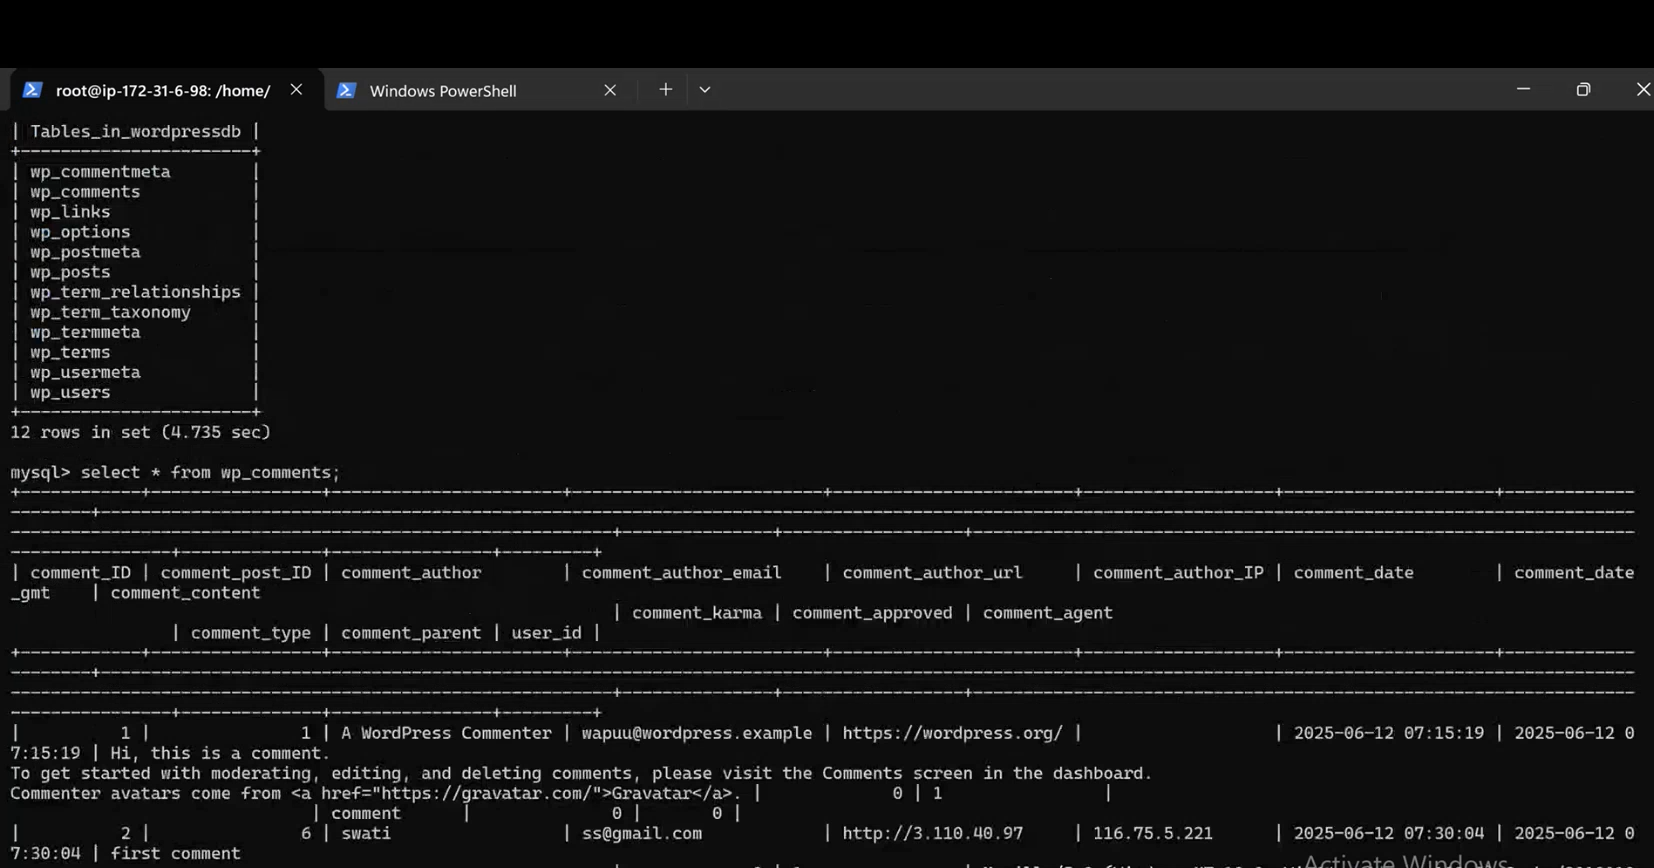 root@ip-172-31-6-98: /home/ Windows PowerShell
| Tables_in_wordpressdb |
+-----------------------+
| wp_commentmeta |
| wp_comments |
| wp_links |
| wp_options |
| wp_postmeta |
| wp_posts |
| wp_term_relationships |
| wp_term_taxonomy |
| wp_termmeta |
| wp_terms |
| wp_usermeta |
| wp_users |
+-----------------------+
12 rows in set (4.735 sec)
mysql> select * from wp_comments;
| comment_ID | comment_post_ID | comment_author | comment_author_email | comment_author_url | comment_author_IP | comment_date | comment_date
_gmt | comment_content
| comment_karma | comment_approved | comment_agent
| comment_type | comment_parent | user_id |
| 1 | 1 | A WordPress Commenter | wapuu@wordpress.example | https://wordpress.org/ | | 2025-06-12 07:15:19 | 2025-06-12 0
7:15:19 | Hi, this is a comment.
To get started with moderating, editing, and deleting comments, please visit the Comments screen in the dashboard.
Commenter avatars come from <a href="https://gravatar.com/">Gravatar</a>. | 0 | 1 |
| comment | 0 | 0 |
| 2 | 6 | swati | ss@gmail.com | http://3.110.40.97 | 116.75.5.221 | 2025-06-12 07:30:04 | 2025-06-12 0
7:30:04 | first comment
Activate Windows